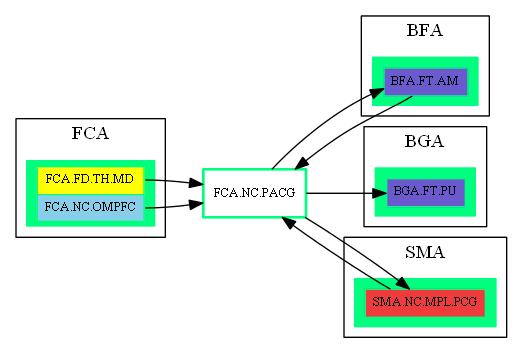 BFA
BFA.FT.AM
FCA
FCA.FD.TH.MD
FCA.NC.OMPFC
FCA.NC.PACG
BGA
BGA.FT.PU
SMA
SMA.NC.MPL.PCG